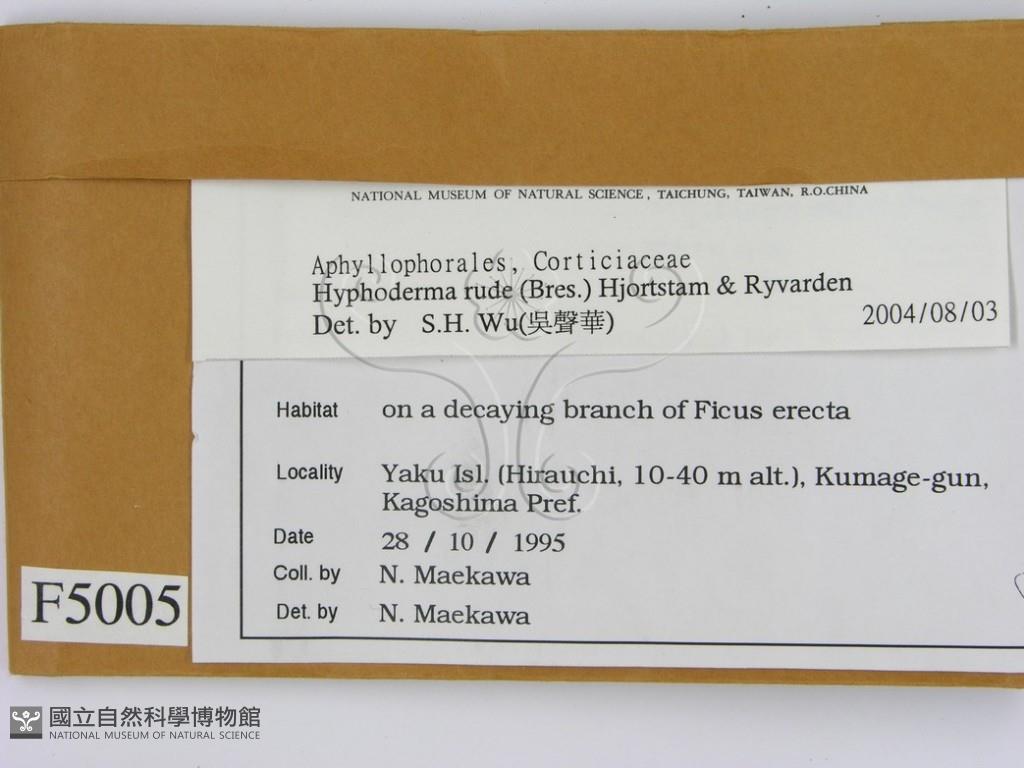 NATIONAL MUSEUM OF NATURAL SCIENCE, TAICHUNG, TAIWAN, R.O.CHINA
Aphyllophorales, Corticiaceae
Hyphoderma rude (Bres.) Hjortstam & Ryvarden
Det. by S.H. Wu(吳聲華) 2004/08/03
Habitat on a decaying branch of Ficus erecta
Locality Yaku Isl. (Hirauchi, 10-40 m alt.), Kumage-gun,
Kagoshima Pref.
Date 28 / 10 / 1995
Coll. by N. Maekawa
Det. by N. Maekawa
F5005
國立自然科學博物館
NATIONAL MUSEUM OF NATURAL SCIENCE